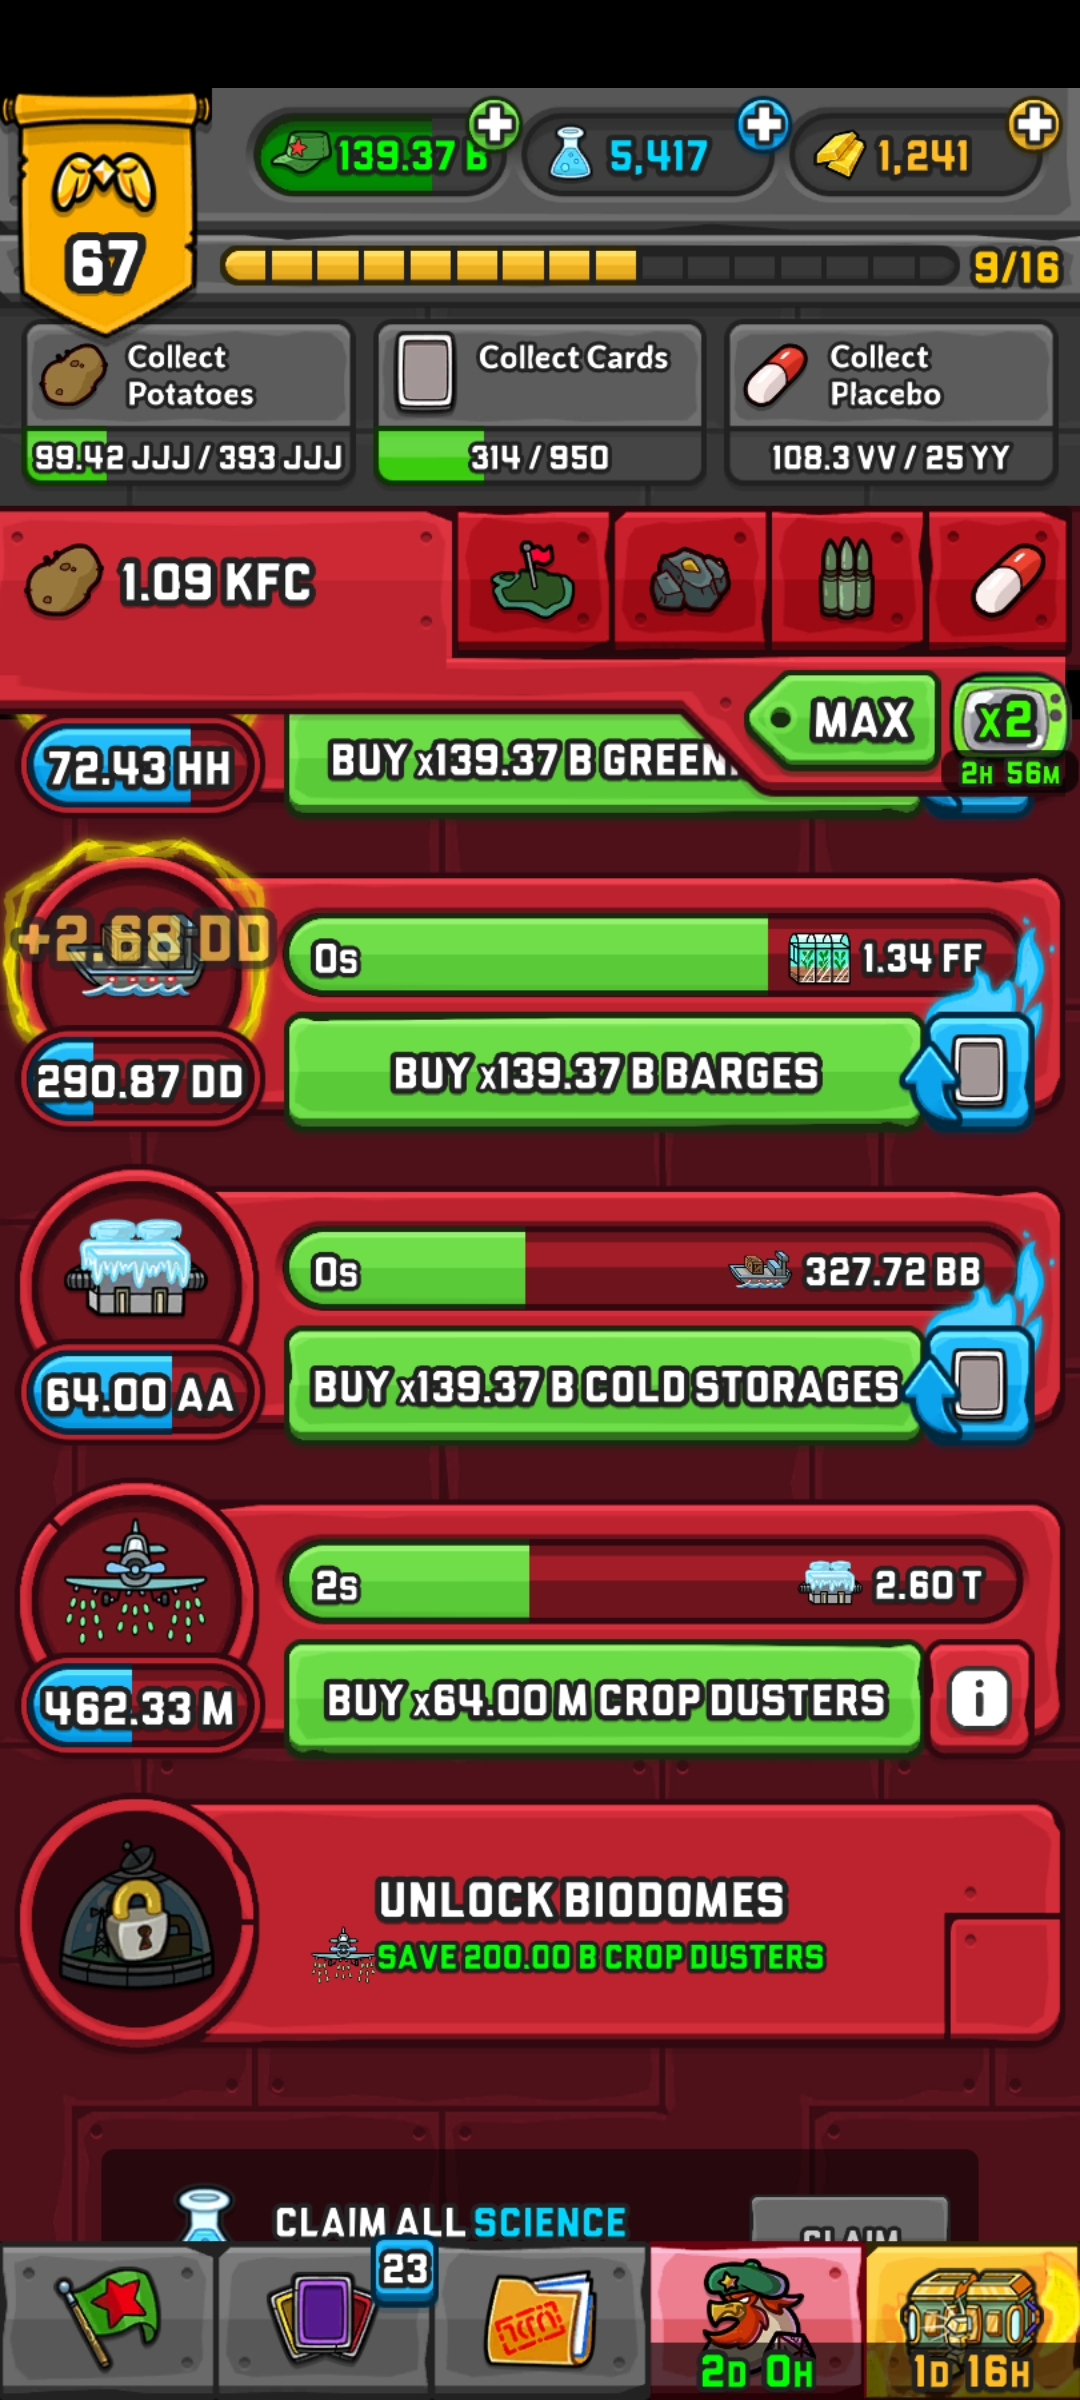 139.37 B
5,417
1,241
67
9/16
Collect Potatoes
99.42 JJJ / 393 JJJ
Collect Cards
314 / 950
Collect Placebo
108.3 VV / 25 YY
1.09 KFC
MAX
x2
2H 56M
72.43 HH
BUY x139.37 B
+2.68 DD
0s
1.34 FF
290.87 DD
BUY x139.37 B BARGES
0s
327.72 BB
64.00 AA
BUY x139.37 B COLD STORAGES
2s
2.60 T
462.33 M
BUY x64.00 M CROP DUSTERS
i
UNLOCK BIODOMES
SAVE 200.00 B CROP DUSTERS
CLAIM ALL SCIENCE
CLAIM
23
2D 0H
1D 16H